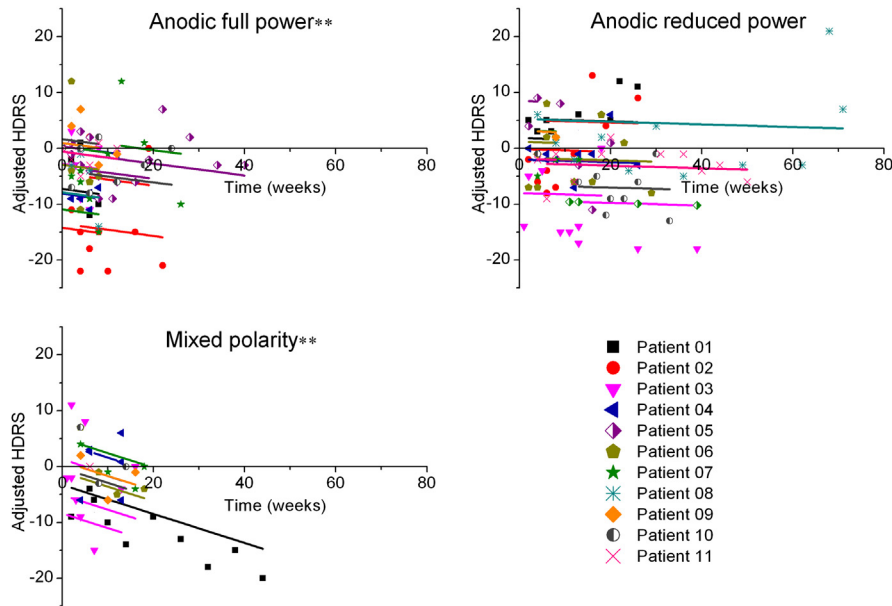 Anodic full power**
Adjusted HDRS
20
10
0
-10
-20
0
20
40
60
80
Time (weeks)
Anodic reduced power
Adjusted HDRS
20
10
0
-10
-20
0
20
40
60
80
Time (weeks)
Mixed polarity**
Adjusted HDRS
20
10
0
-10
-20
0
20
40
60
80
Time (weeks)
Patient 01
Patient 02
Patient 03
Patient 04
Patient 05
Patient 06
Patient 07
Patient 08
Patient 09
Patient 10
Patient 11